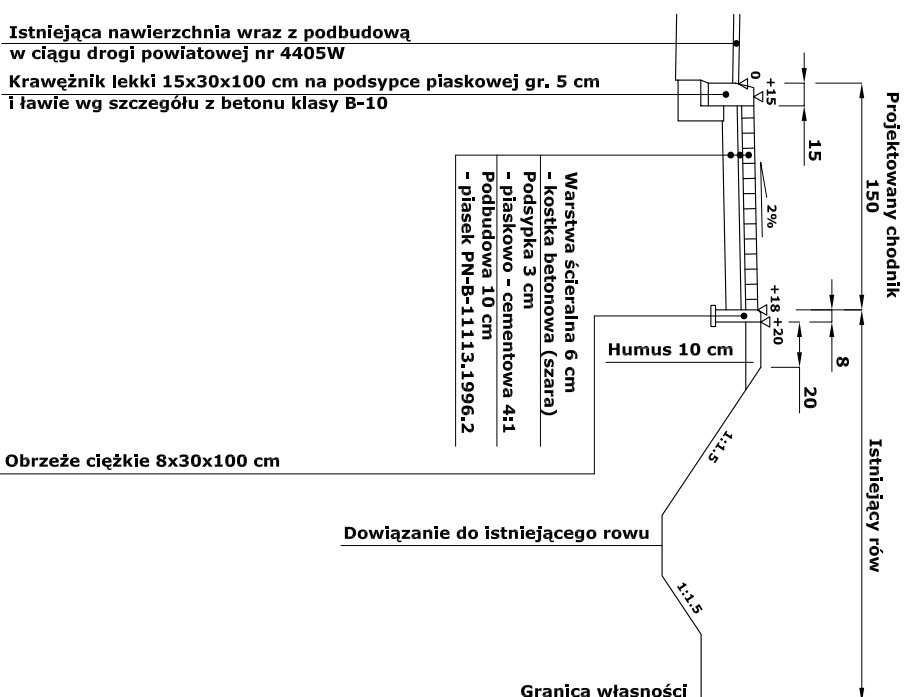 Istniejąca nawierzchnia wraz z podbudową
w ciągu drogi powiatowej nr 4405W
Krawężnik lekki 15x30x100 cm na podsypce piaskowej gr. 5 cm
i ławie wg szczegółu z betonu klasy B-10
0
+15
15
Projektowany chodnik
150
2%
Warstwa ścieralna 6 cm
- kostka betonowa (szara)
Podsypka 3 cm
- piaskowo - cementowa 4:1
Podbudowa 10 cm
- piasek PN-B-11113.1996.2
+18
+20
8
20
Humus 10 cm
1:1.5
Istniejący rów
Obrzeże ciężkie 8x30x100 cm
Dowiązanie do istniejącego rowu
1:1.5
Granica własności